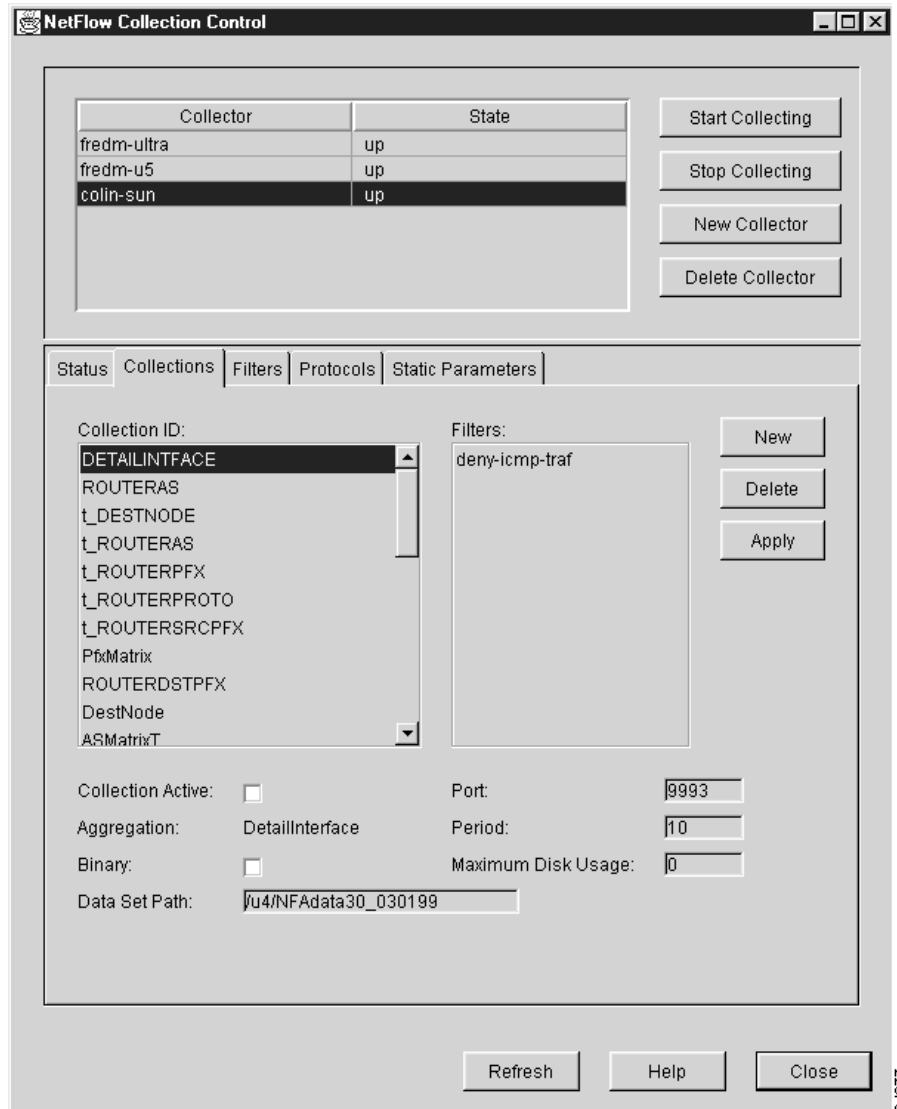 NetFlow Collection Control
Collector State
fredm-ultra up
fredm-u5 up
colin-sun up
Start Collecting
Stop Collecting
New Collector
Delete Collector
Status Collections Filters Protocols Static Parameters
Collection ID:
DETAILINTFACE
ROUTERAS
t_DESTNODE
t_ROUTERAS
t_ROUTERPFX
t_ROUTERPROTO
t_ROUTERSRCPFX
PfxMatrix
ROUTERDSTPFX
DestNode
ASMatrixT
Filters:
deny-icmp-traf
New
Delete
Apply
Collection Active:
Port: 9993
Aggregation: DetailInterface
Period: 10
Binary:
Maximum Disk Usage: 0
Data Set Path: /u4/NFAdata30_030199
Refresh Help Close